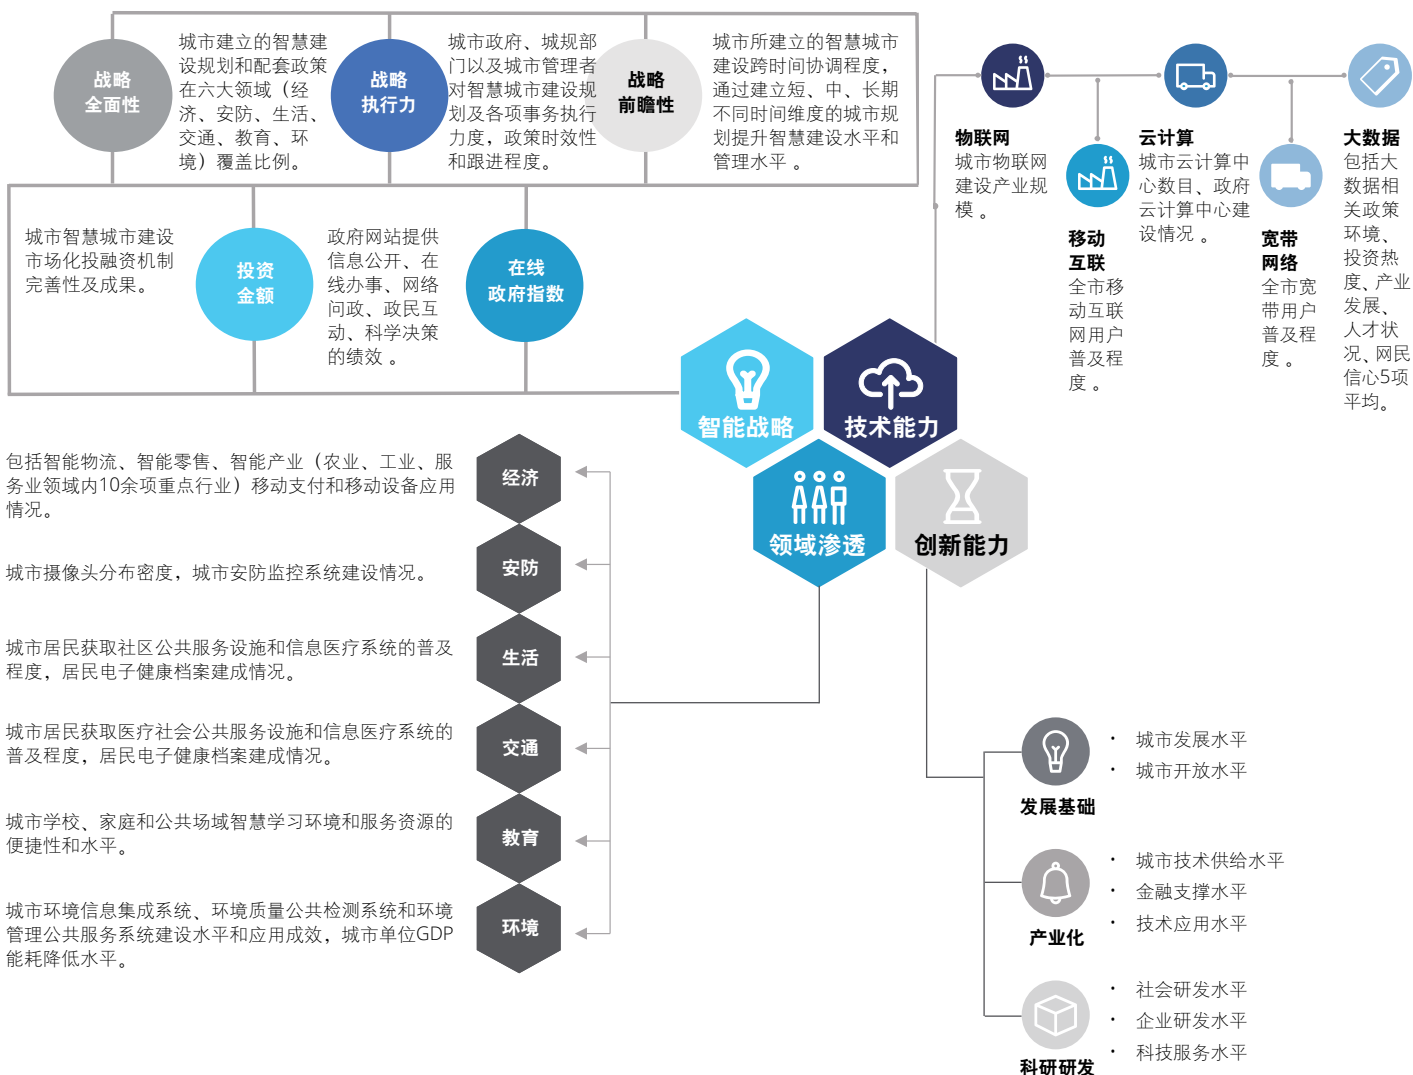 战略
全面性
城市建立的智慧建
设规划和配套政策
在六大领域（经
济、安防、生活、
交通、教育、环
境）覆盖比例。
战略
执行力
城市政府、城规部
门以及城市管理者
对智慧城市建设规
划及各项事务执行
力度，政策时效性
和跟进程度。
战略
前瞻性
城市所建立的智慧城市
建设跨时间协调程度，
通过建立短、中、长期
不同时间维度的城市规
划提升智慧建设水平和
管理水平 。
城市智慧城市建设
市场化投融资机制
完善性及成果。
投资
金额
政府网站提供
信息公开、在
线办事、网络
问政、政民互
动、科学决策
的绩效 。
在线
政府指数
物联网
城市物联网
建设产业规
模 。
移动
互联
全市移
动互联
网用户
普及程
度 。
云计算
城市云计算中
心数目、政府
云计算中心建
设情况 。
宽带
网络
全市宽
带用户
普及程
度 。
大数据
包括大
数据相
关政策
环境、
投资热
度、产业
发展、
人才状
况、网民
信心5项
平均。
智能战略
技术能力
领域渗透
创新能力
包括智能物流、智能零售、智能产业（农业、工业、服
务业领域内10余项重点行业）移动支付和移动设备应用
情况。
经济
城市摄像头分布密度，城市安防监控系统建设情况。
安防
城市居民获取社区公共服务设施和信息医疗系统的普及
程度，居民电子健康档案建成情况。
生活
城市居民获取医疗社会公共服务设施和信息医疗系统的
普及程度，居民电子健康档案建成情况。
交通
城市学校、家庭和公共场域智慧学习环境和服务资源的
便捷性和水平。
教育
城市环境信息集成系统、环境质量公共检测系统和环境
管理公共服务系统建设水平和应用成效，城市单位GDP
能耗降低水平。
环境
发展基础
· 城市发展水平
· 城市开放水平
产业化
· 城市技术供给水平
· 金融支撑水平
· 技术应用水平
科研研发
· 社会研发水平
· 企业研发水平
· 科技服务水平